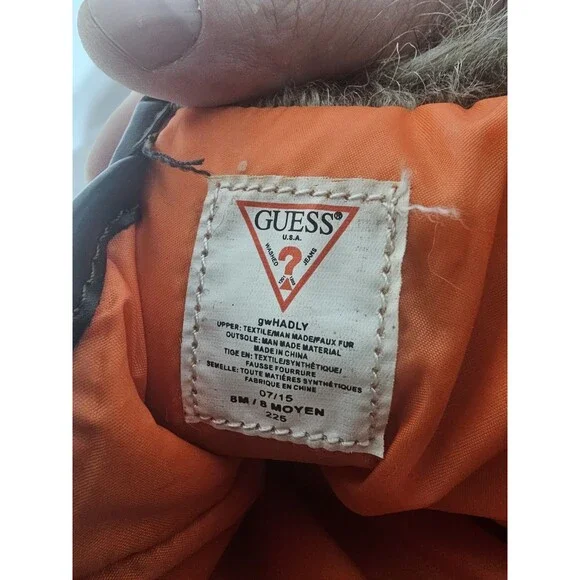 GUESS®
U.S.A.
WASHED ? JEANS
gwHADLY
UPPER: TEXTILE/MAN MADE/FAUX FUR
OUTSOLE: MAN MADE MATERIAL
MADE IN CHINA
TIGE EN: TEXTILE/SYNTHÉTIQUE/
FAUSSE FOURRURE
SEMELLE: TOUTE MATIÈRES SYNTHÉTIQUES
FABRIQUE EN CHINE
07/15
8M / 8 MOYEN
225